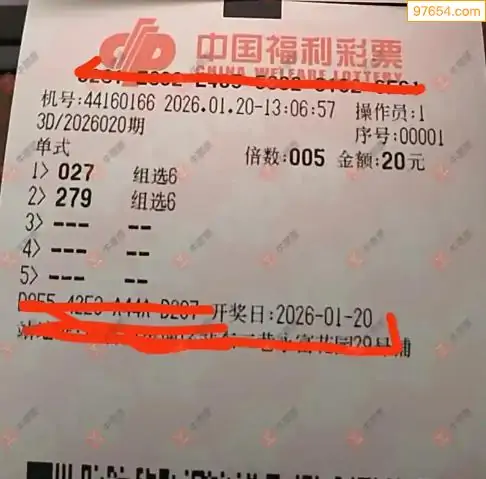 97654.com
中国福利彩票
CHINA WELFARE LOTTERY
机号:44160166 2026.01.20-13:06:57 操作员:1
3D/2026020期 序号:00001
单式 倍数:005 金额:20元
1> 027 组选6
2> 279 组选6
3> --- --
4> --- --
5> --- --
开奖日:2026-01-20